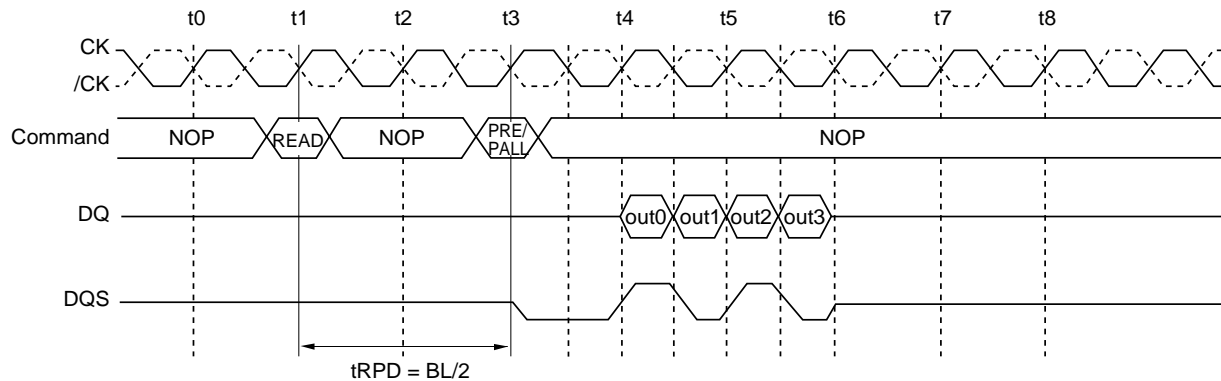 t0 t1 t2 t3 t4 t5 t6 t7 t8
CK
/CK
Command NOP READ NOP PRE/ PALL NOP
DQ out0 out1 out2 out3
DQS
tRPD = BL/2